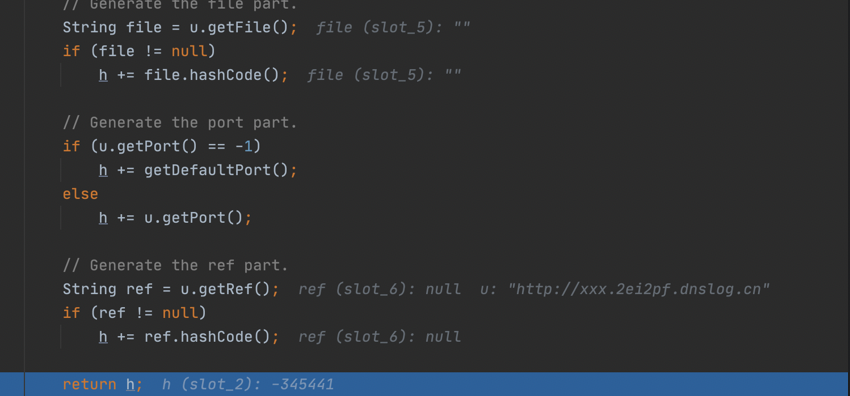 // Generate the file part.
String file = u.getFile();  file (slot_5): ""
if (file != null)
    h += file.hashCode();  file (slot_5): ""

// Generate the port part.
if (u.getPort() == -1)
    h += getDefaultPort();
else
    h += u.getPort();

// Generate the ref part.
String ref = u.getRef();  ref (slot_6): null  u: "http://xxx.2ei2pf.dnslog.cn"
if (ref != null)
    h += ref.hashCode();  ref (slot_6): null

return h;  h (slot_2): -345441